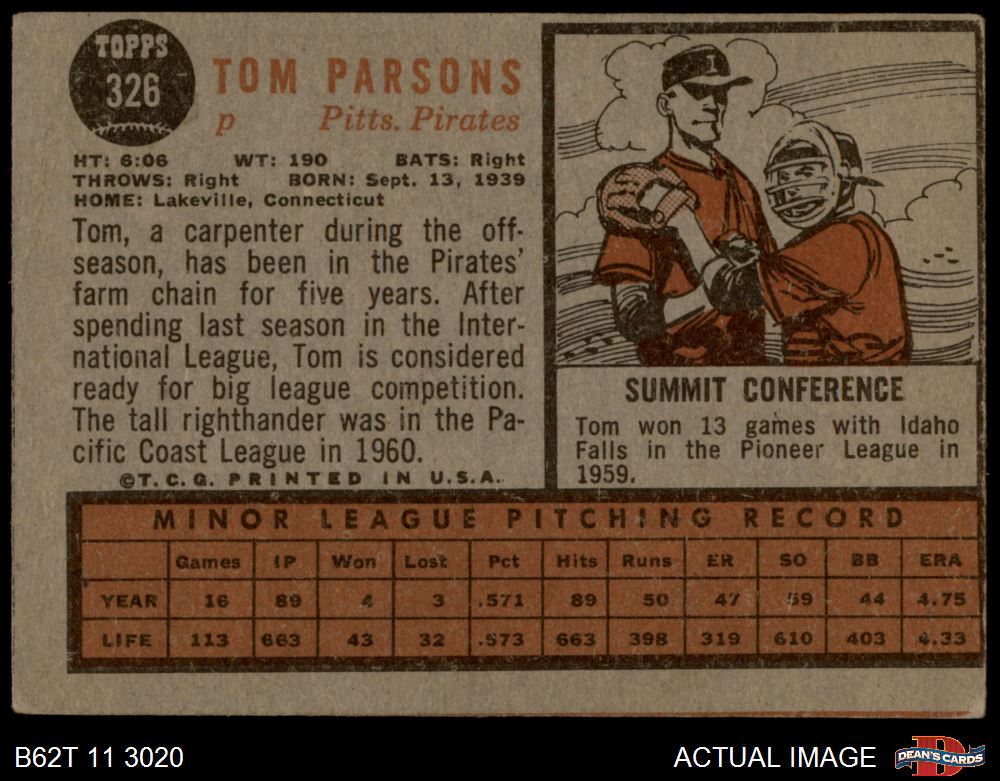 TOPPS
326
TOM PARSONS
p Pitts. Pirates
HT: 6:06 WT: 190 BATS: Right
THROWS: Right BORN: Sept. 13, 1939
HOME: Lakeville, Connecticut
Tom, a carpenter during the off-
season, has been in the Pirates'
farm chain for five years. After
spending last season in the Inter-
national League, Tom is considered
ready for big league competition.
The tall righthander was in the Pa-
cific Coast League in 1960.
©T.C.G. PRINTED IN U.S.A.
I
SUMMIT CONFERENCE
Tom won 13 games with Idaho
Falls in the Pioneer League in
1959.
MINOR LEAGUE PITCHING RECORD
Games IP Won Lost Pct Hits Runs ER SO BB ERA
YEAR 16 89 4 3 .571 89 50 47 59 44 4.75
LIFE 113 663 43 32 .573 663 398 319 610 403 4.33
B62T 11 3020 ACTUAL IMAGE
D
DEAN'S CARDS